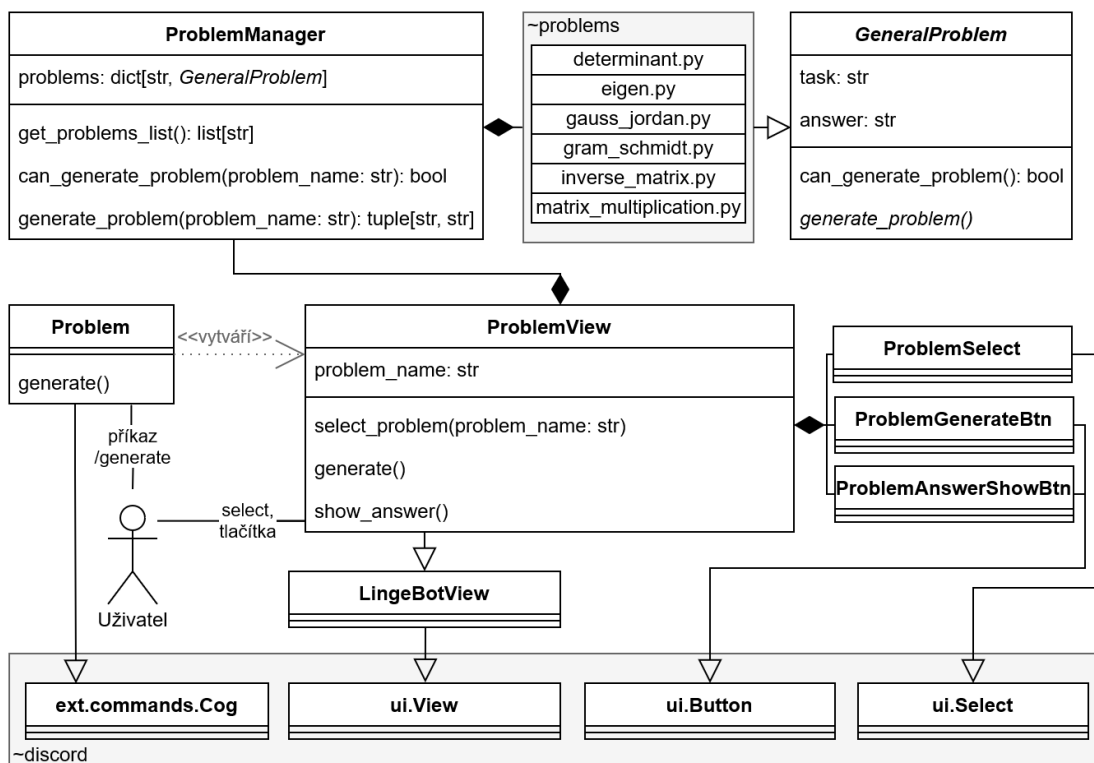 ProblemManager
problems: dict[str, GeneralProblem]
get_problems_list(): list[str]
can_generate_problem(problem_name: str): bool
generate_problem(problem_name: str): tuple[str, str]
~problems
determinant.py
eigen.py
gauss_jordan.py
gram_schmidt.py
inverse_matrix.py
matrix_multiplication.py
GeneralProblem
task: str
answer: str
can_generate_problem(): bool
generate_problem()
Problem
generate()
<<vytváří>>
ProblemView
problem_name: str
select_problem(problem_name: str)
generate()
show_answer()
ProblemSelect
ProblemGenerateBtn
ProblemAnswerShowBtn
příkaz
/generate
select,
tlačítka
Uživatel
LingeBotView
ext.commands.Cog
ui.View
ui.Button
ui.Select
~discord